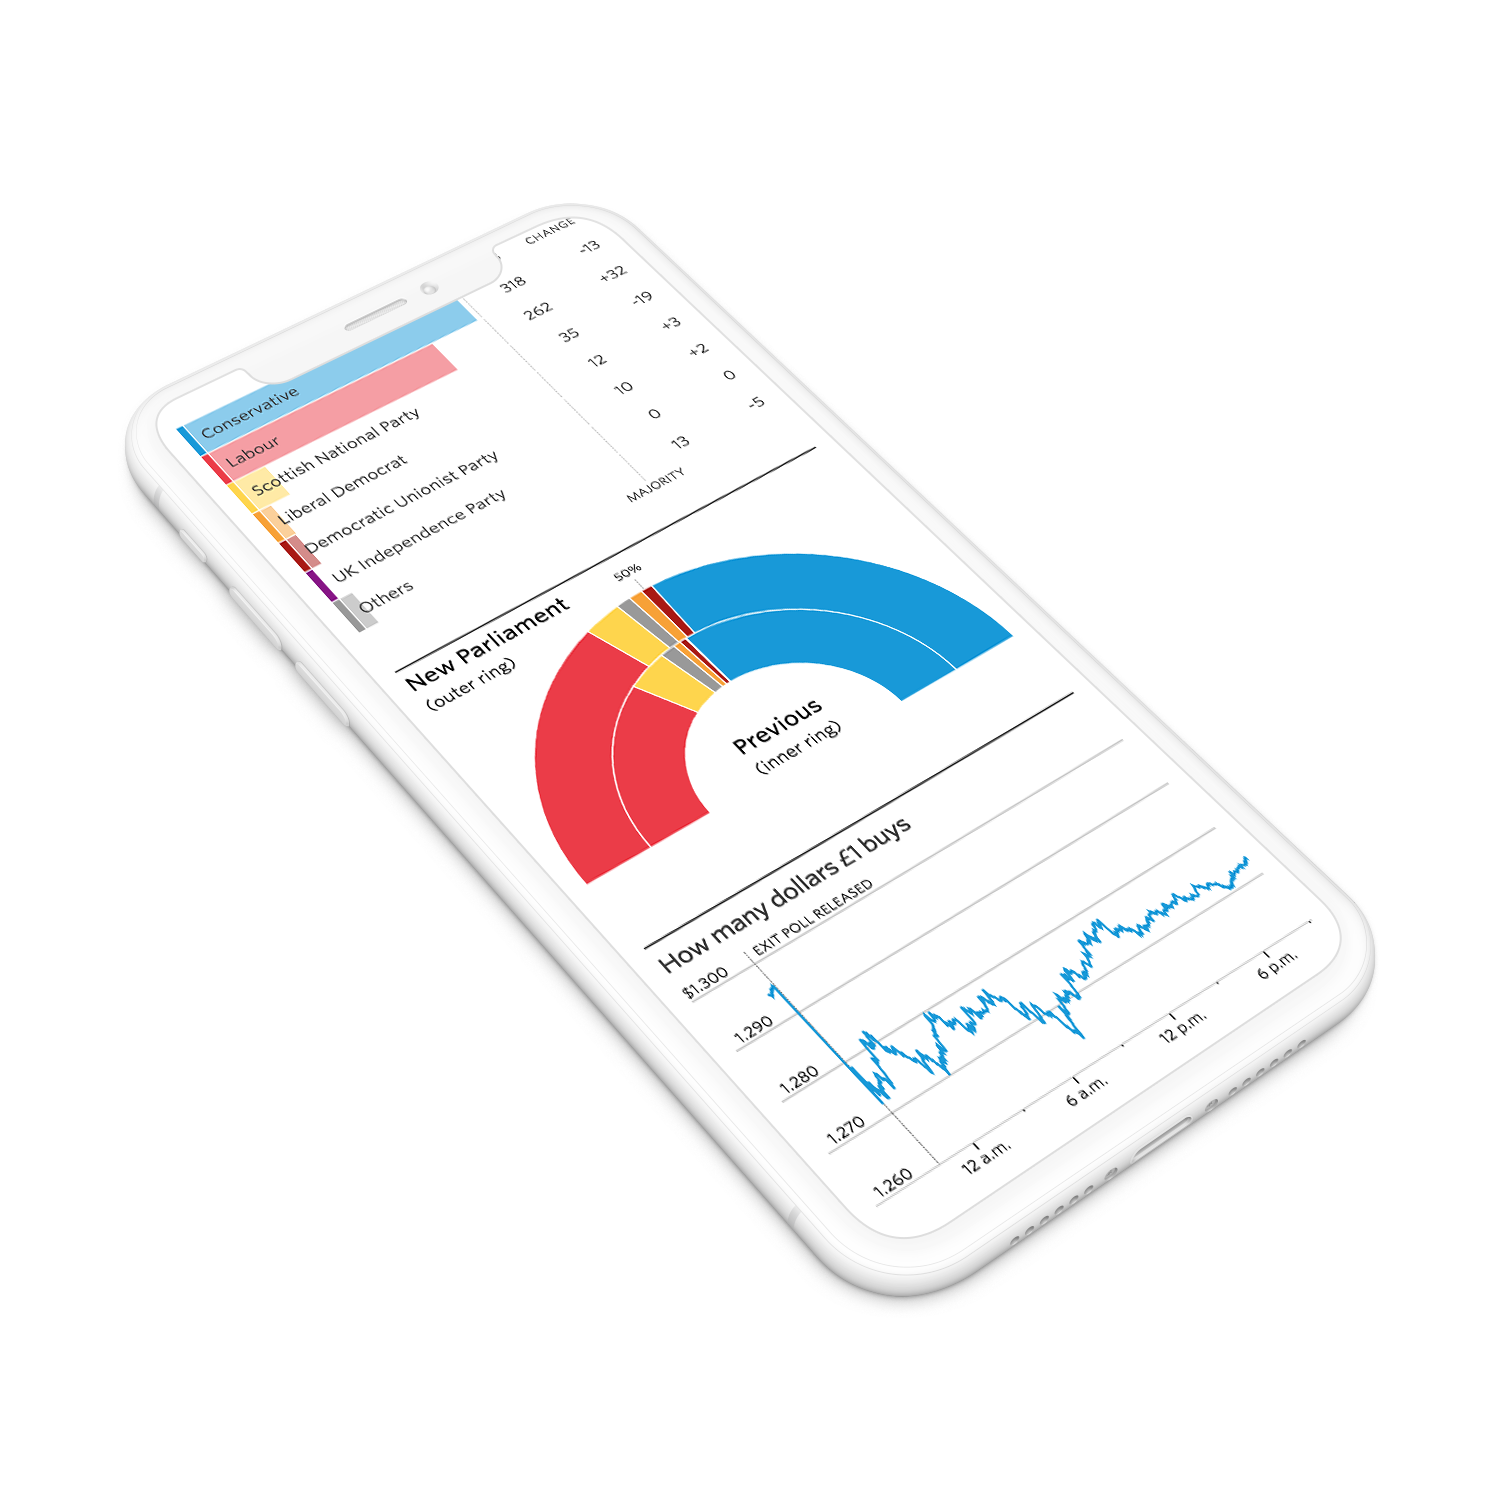 CHANGE
Conservative 318 -13
Labour 262 +32
Scottish National Party 35 -19
Liberal Democrat 12 +3
Democratic Unionist Party 10 +2
UK Independence Party 0 0
Others 13 -5
MAJORITY
New Parliament
(outer ring)
50%
Previous
(inner ring)
How many dollars £1 buys
EXIT POLL RELEASED
$1.300
1.290
1.280
1.270
1.260
12 a.m. 6 a.m. 12 p.m. 6 p.m.